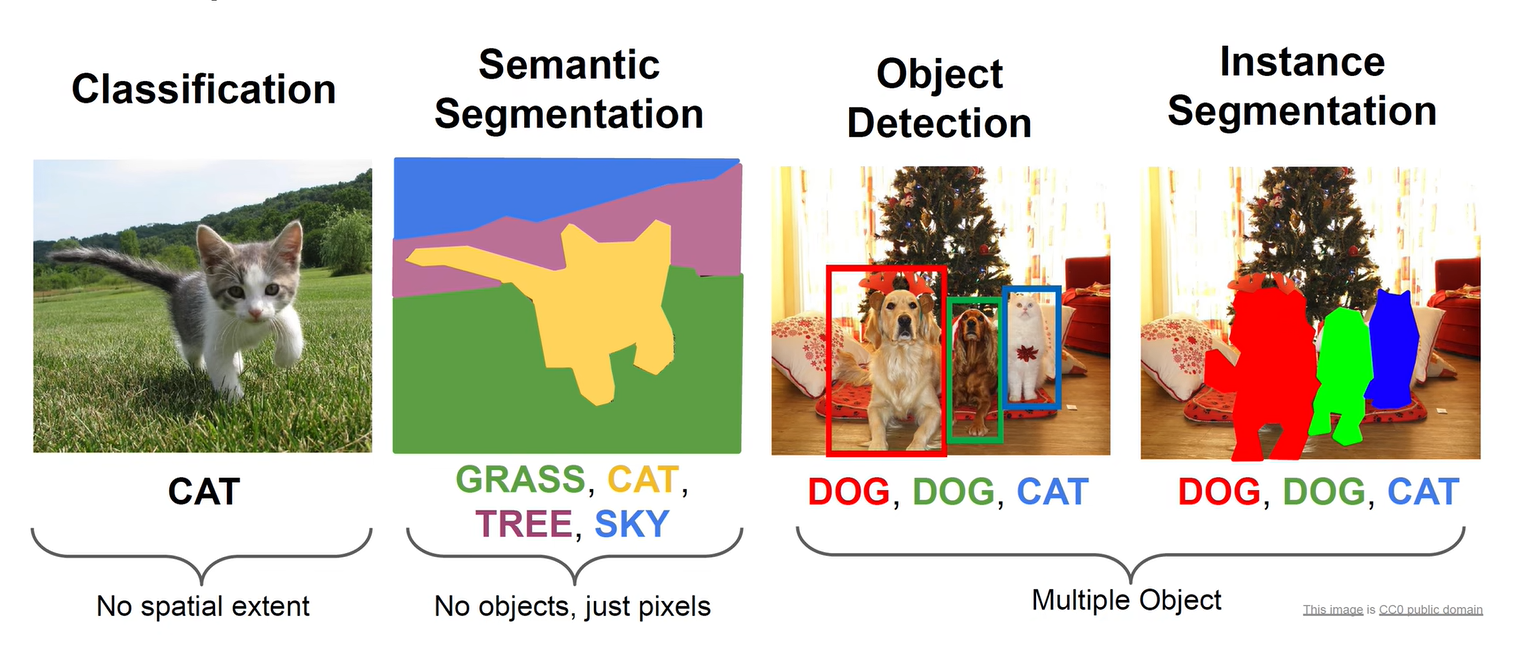 Classification
Semantic
Segmentation
Object
Detection
Instance
Segmentation
CAT
GRASS, CAT,
TREE, SKY
DOG, DOG, CAT
DOG, DOG, CAT
No spatial extent
No objects, just pixels
Multiple Object
This image is CC0 public domain